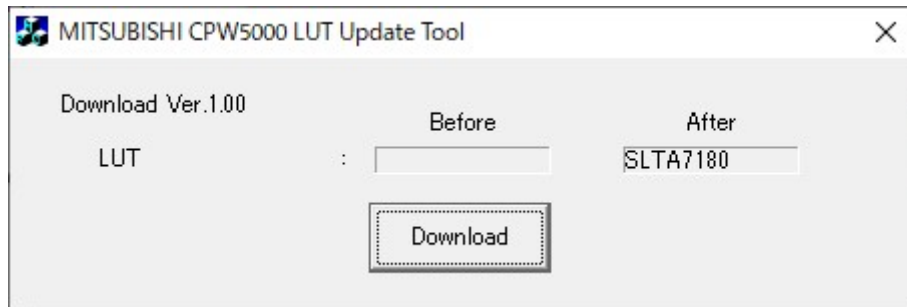 MITSUBISHI CPW5000 LUT Update Tool
Download Ver.1.00
Before After
LUT : SLTA7180
Download